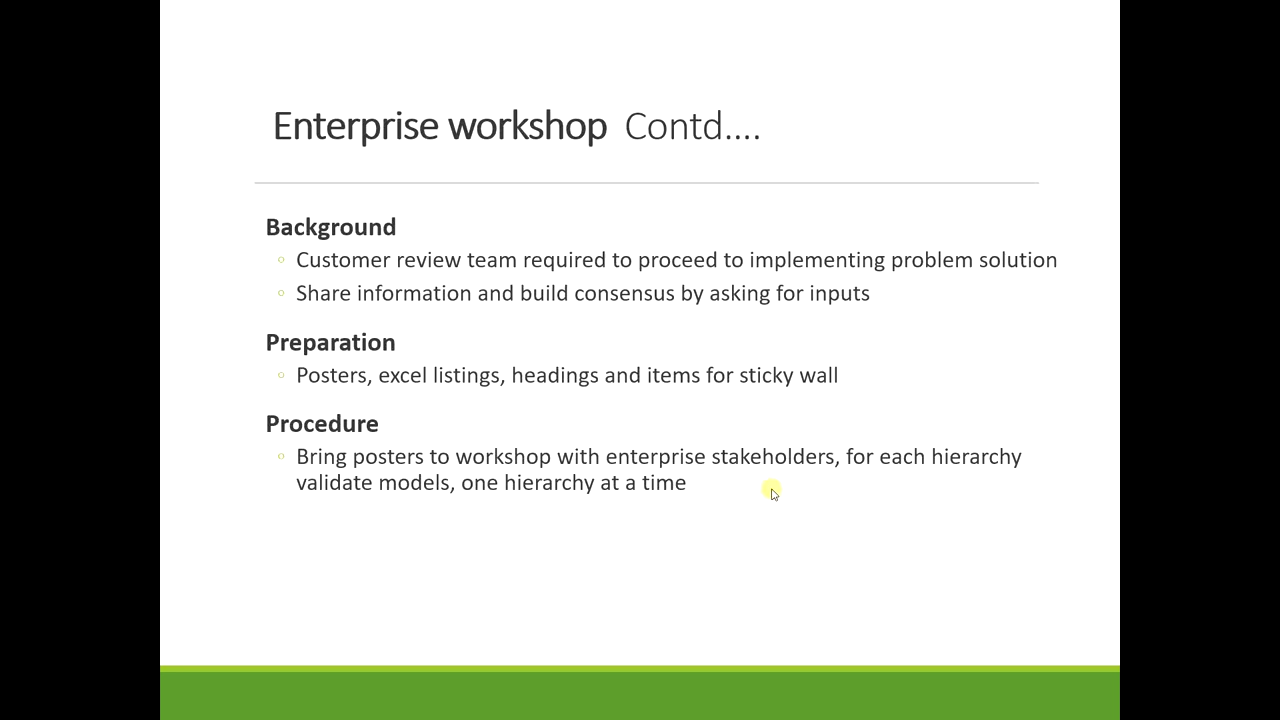 Enterprise workshop Contd....
Background
◦ Customer review team required to proceed to implementing problem solution
◦ Share information and build consensus by asking for inputs
Preparation
◦ Posters, excel listings, headings and items for sticky wall
Procedure
◦ Bring posters to workshop with enterprise stakeholders, for each hierarchy
validate models, one hierarchy at a time